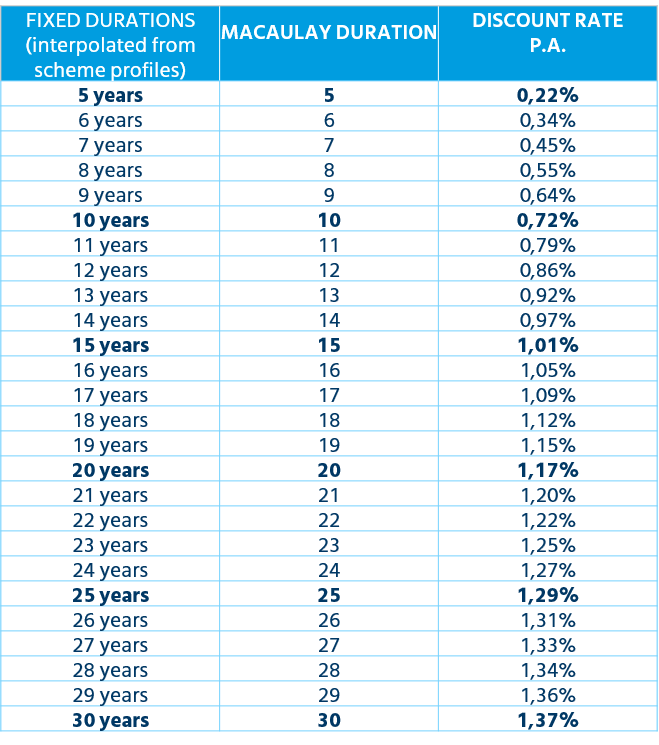 FIXED DURATIONS (interpolated from scheme profiles) MACAULAY DURATION DISCOUNT RATE P.A.
5 years 5 0,22%
6 years 6 0,34%
7 years 7 0,45%
8 years 8 0,55%
9 years 9 0,64%
10 years 10 0,72%
11 years 11 0,79%
12 years 12 0,86%
13 years 13 0,92%
14 years 14 0,97%
15 years 15 1,01%
16 years 16 1,05%
17 years 17 1,09%
18 years 18 1,12%
19 years 19 1,15%
20 years 20 1,17%
21 years 21 1,20%
22 years 22 1,22%
23 years 23 1,25%
24 years 24 1,27%
25 years 25 1,29%
26 years 26 1,31%
27 years 27 1,33%
28 years 28 1,34%
29 years 29 1,36%
30 years 30 1,37%